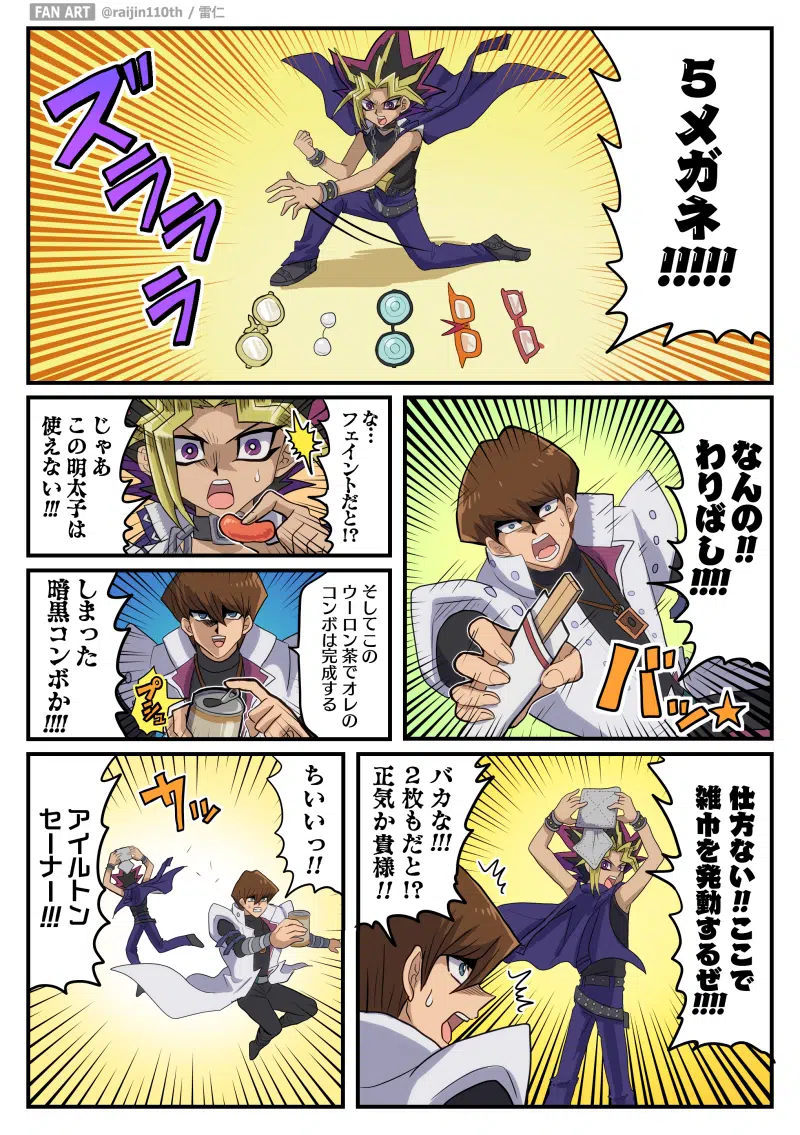 FAN ART @raijin110th / 雷仁
5メガネ
!!!!!
ズラララ
なんの!!
わりばし!!!!
バッ☆
な…
フェイントだと!?
じゃあ
この明太子は
使えない!!!
そしてこの
ウーロン茶でオレの
コンボは完成する
プシュ
しまった
暗黒コンボか!!!!
仕方ない!!ここで
雑巾を発動するぜ!!!!
バカな!!!
2枚もだと!?
正気か貴様!!
ちいいっ!!
カッ
アイルトン
セーナー!!!